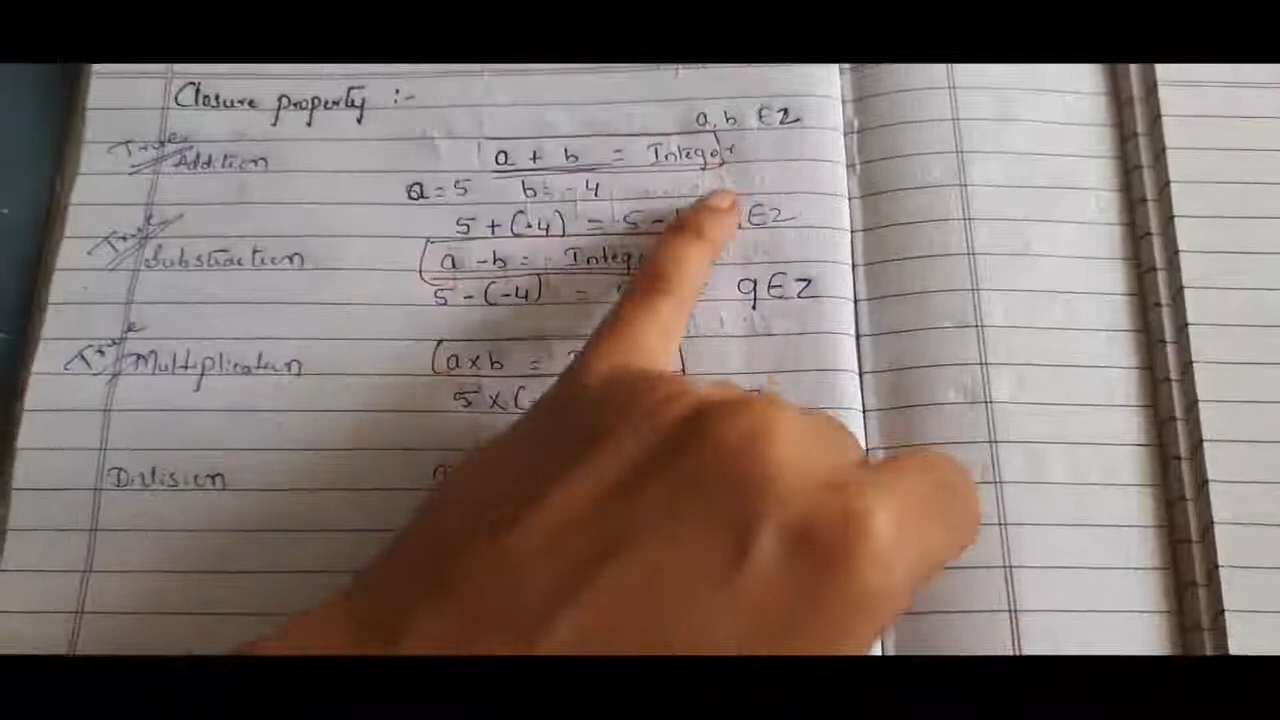 Closure property :-
a, b, ∈ Z
True Addition a + b = Integer
a = 5 b = -4
5 + (-4) = 5 - ∈ Z
True Substraction a - b =
5 - (-4) = 9 ∈ Z
True Multiplication (a x b =
5 x (
Division